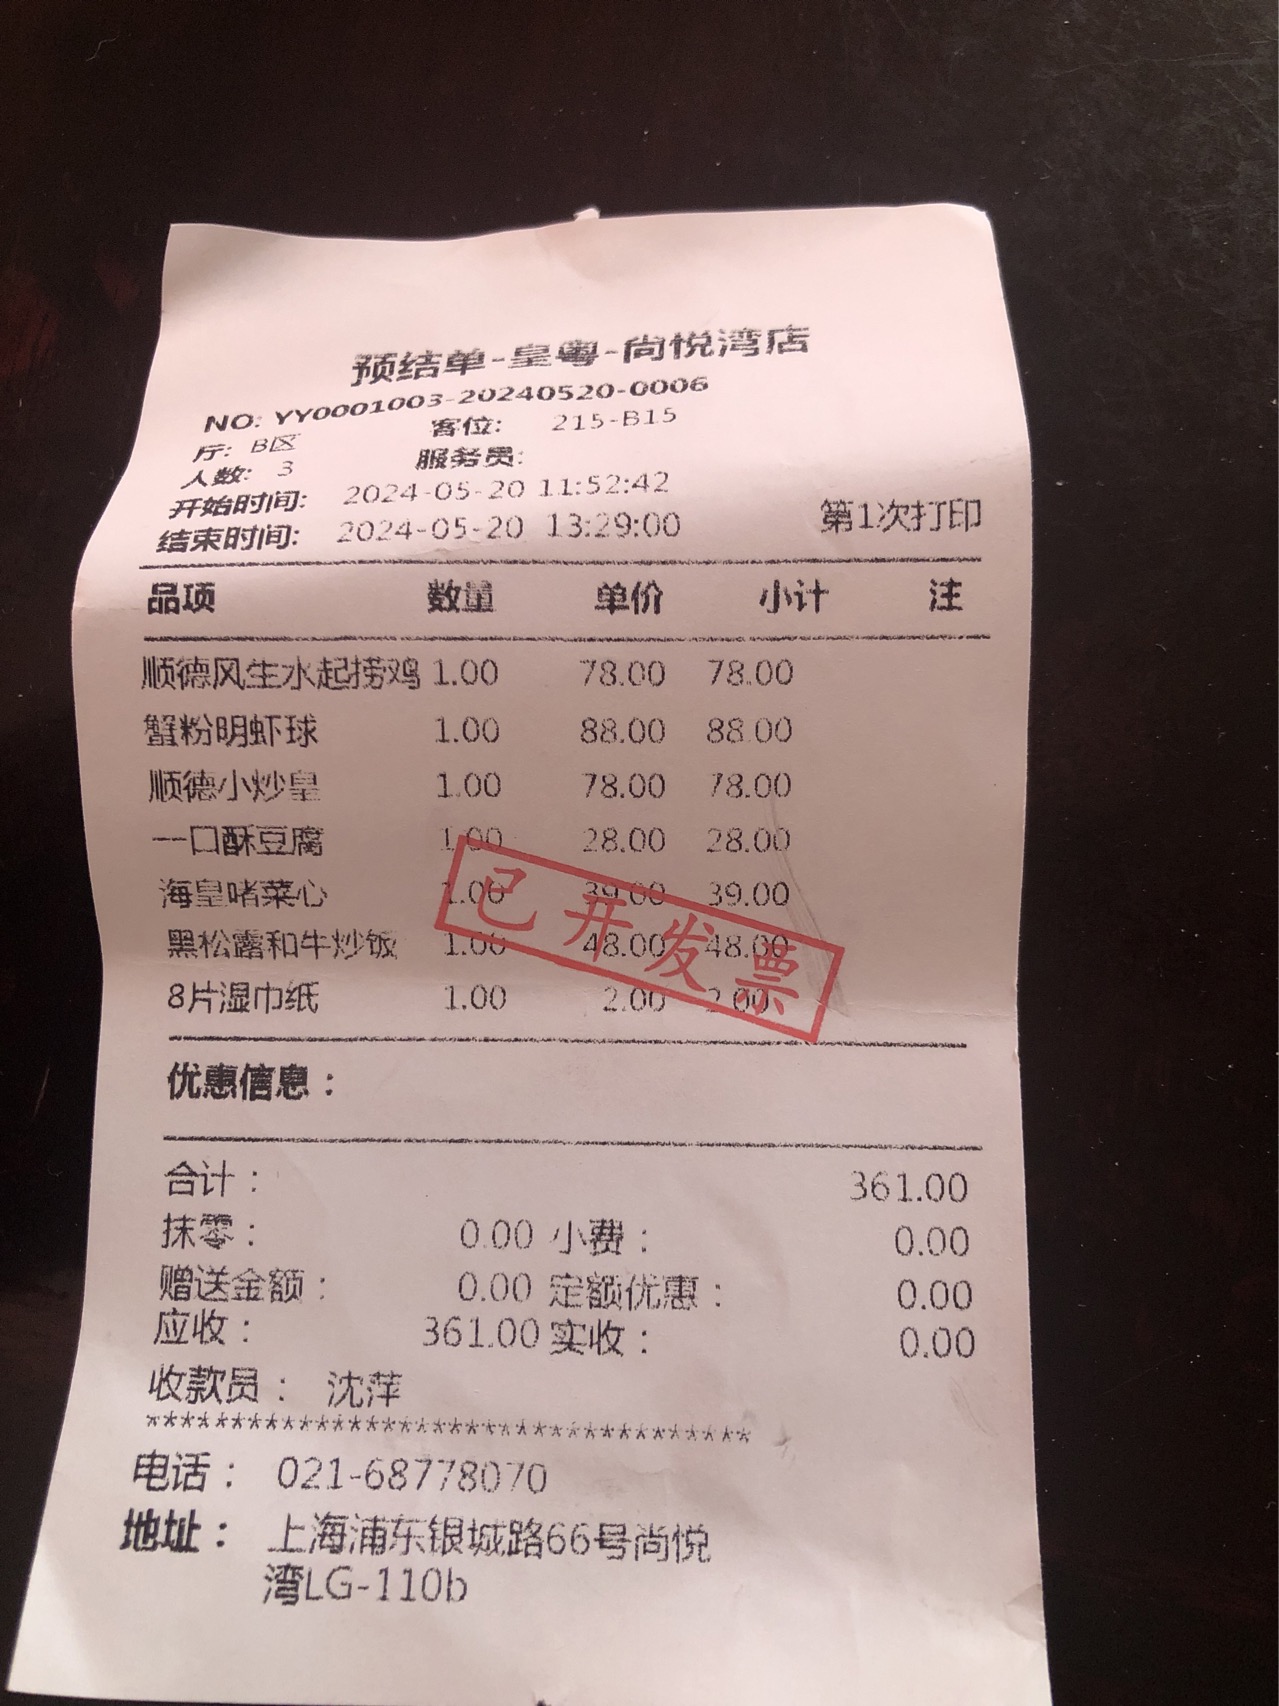 预结单-皇粤-尚悦湾店
NO: YY0001003-20240520-0006
厅: B区 客位: 215-B15
人数: 3 服务员:
开始时间: 2024-05-20 11:52:42
结束时间: 2024-05-20 13:29:00 第1次打印
品项 数量 单价 小计 注
顺德风生水起捞鸡 1.00 78.00 78.00
蟹粉明虾球 1.00 88.00 88.00
顺德小炒皇 1.00 78.00 78.00
一口酥豆腐 1.00 28.00 28.00
海皇啫菜心 1.00 39.00 39.00
黑松露和牛炒饭 1.00 48.00 48.00
8片湿巾纸 1.00 2.00 2.00
已开发票
优惠信息：
合计： 361.00
抹零： 0.00 小费： 0.00
赠送金额： 0.00 定额优惠： 0.00
应收： 361.00 实收： 0.00
收款员： 沈萍
***********************************
电话： 021-68778070
地址： 上海浦东银城路66号尚悦
湾LG-110b